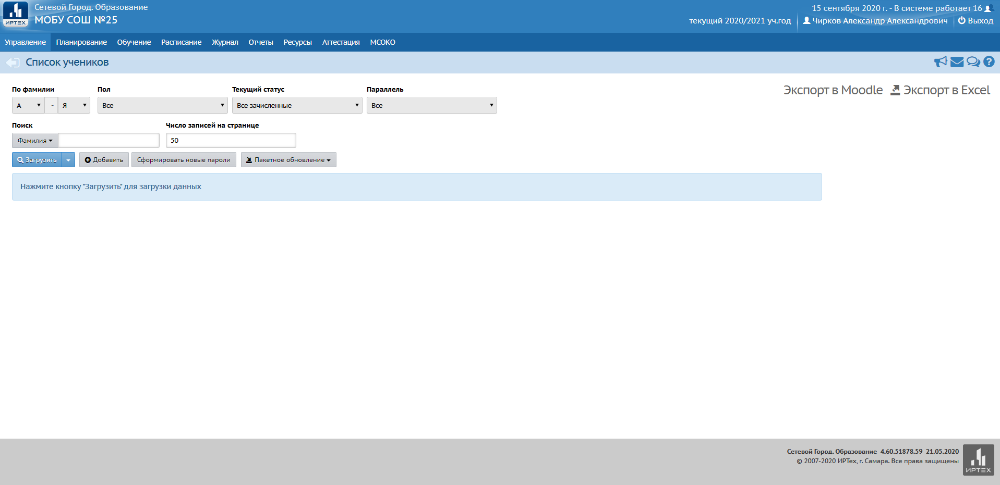 Сетевой Город. Образование
МОБУ СОШ №25
ИРТЕХ
15 сентября 2020 г. - В системе работает 16
текущий 2020/2021 уч.год Чирков Александр Александрович Выход
Управление Планирование Обучение Расписание Журнал Отчеты Ресурсы Аттестация МСОКО
Список учеников
По фамилии Пол Текущий статус Параллель
Экспорт в Moodle Экспорт в Excel
А - Я Все Все зачисленные Все
Поиск Число записей на странице
Фамилия 50
Загрузить Добавить Сформировать новые пароли Пакетное обновление
Нажмите кнопку "Загрузить" для загрузки данных
Сетевой Город. Образование 4.60.51878.59 21.05.2020
© 2007-2020 ИРТех, г. Самара. Все права защищены
ИРТЕХ